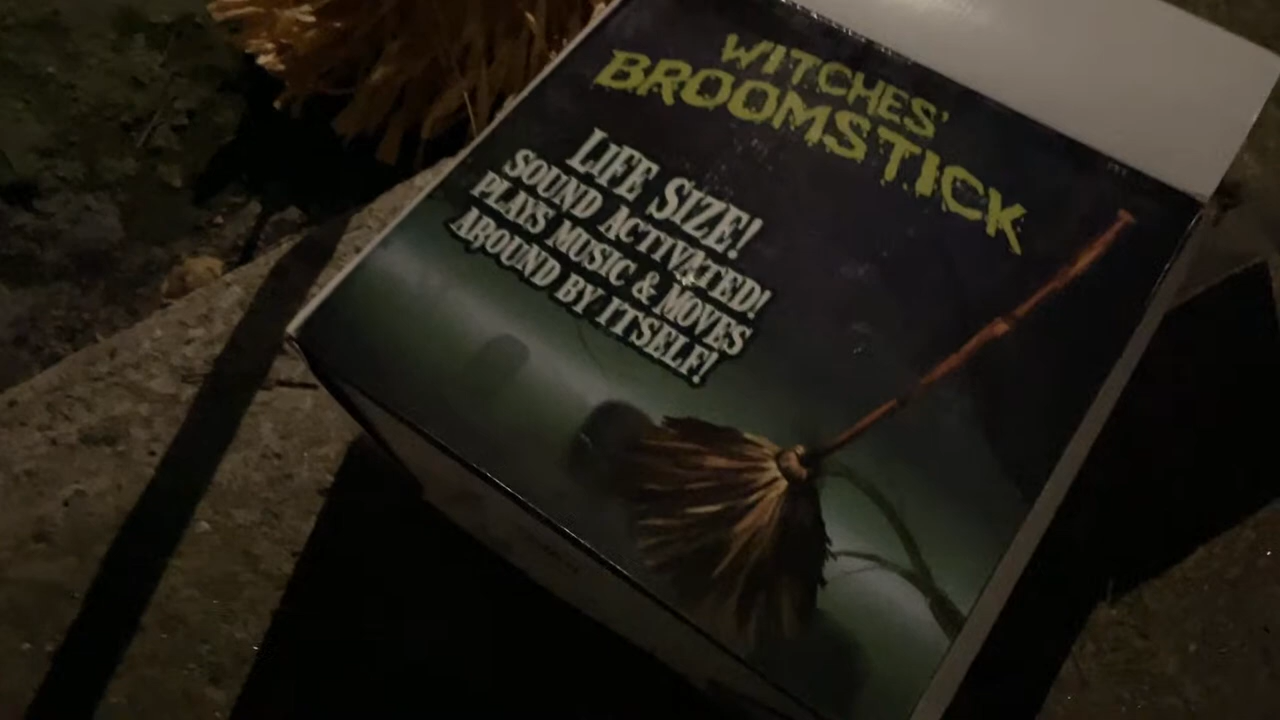 WITCHES'
BROOMSTICK
LIFE SIZE!
SOUND ACTIVATED!
PLAYS MUSIC & MOVES
AROUND BY ITSELF!